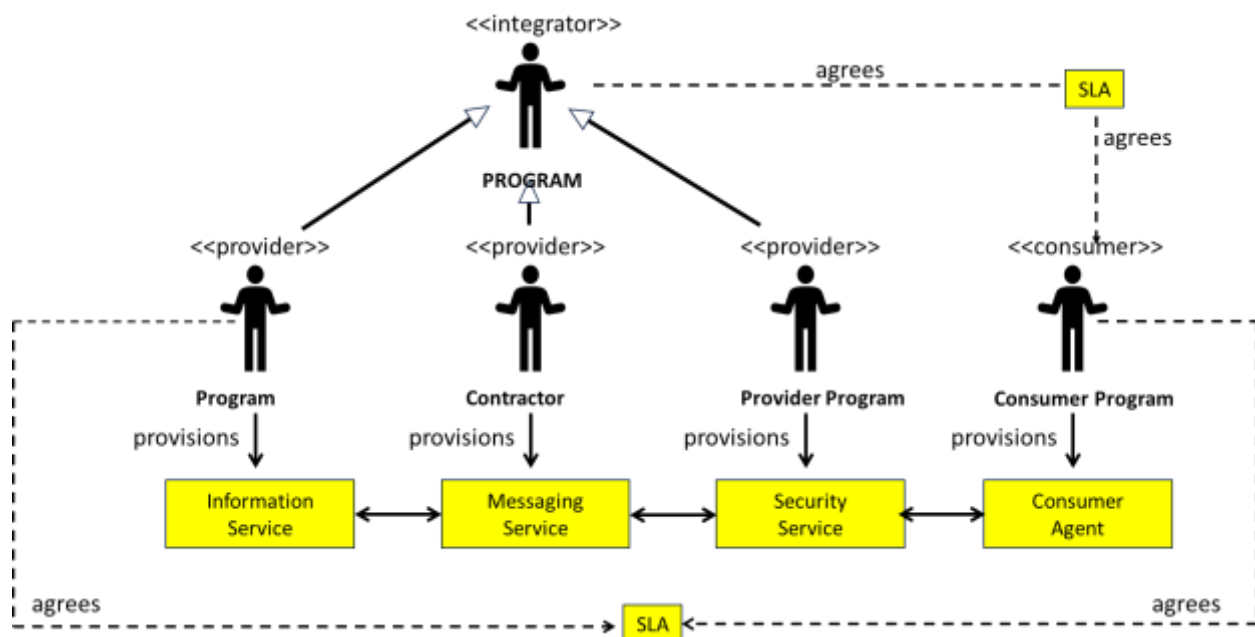 <<integrator>>
agrees
SLA
agrees
PROGRAM
<<provider>>
<<provider>>
<<provider>>
<<consumer>>
Program
Contractor
Provider Program
Consumer Program
provisions
provisions
provisions
provisions
Information
Service
Messaging
Service
Security
Service
Consumer
Agent
agrees
SLA
agrees